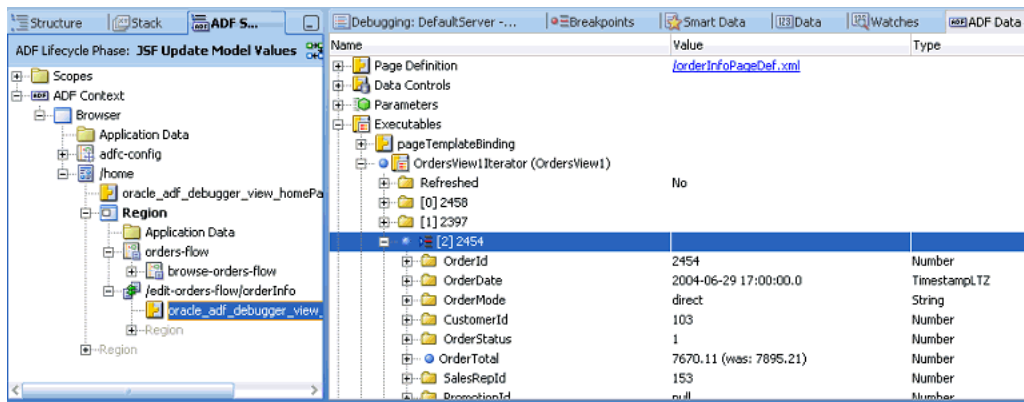 Structure
Stack
ADF S...
ADF Lifecycle Phase: JSF Update Model Values
Scopes
ADF Context
Browser
Application Data
adfc-config
/home
oracle_adf_debugger_view_homePa
Region
Application Data
orders-flow
browse-orders-flow
/edit-orders-flow/orderInfo
oracle_adf_debugger_view_
Region
Region
Debugging: DefaultServer -...
Breakpoints
Smart Data
Data
Watches
ADF Data
Name Value Type
Page Definition /orderInfoPageDef.xml
Data Controls
Parameters
Executables
pageTemplateBinding
OrdersView1Iterator (OrdersView1)
Refreshed No
[0] 2458
[1] 2397
[2] 2454
OrderId 2454 Number
OrderDate 2004-06-29 17:00:00.0 TimestampLTZ
OrderMode direct String
CustomerId 103 Number
OrderStatus 1 Number
OrderTotal 7670.11 (was: 7895.21) Number
SalesRepId 153 Number
PromotionId null Number